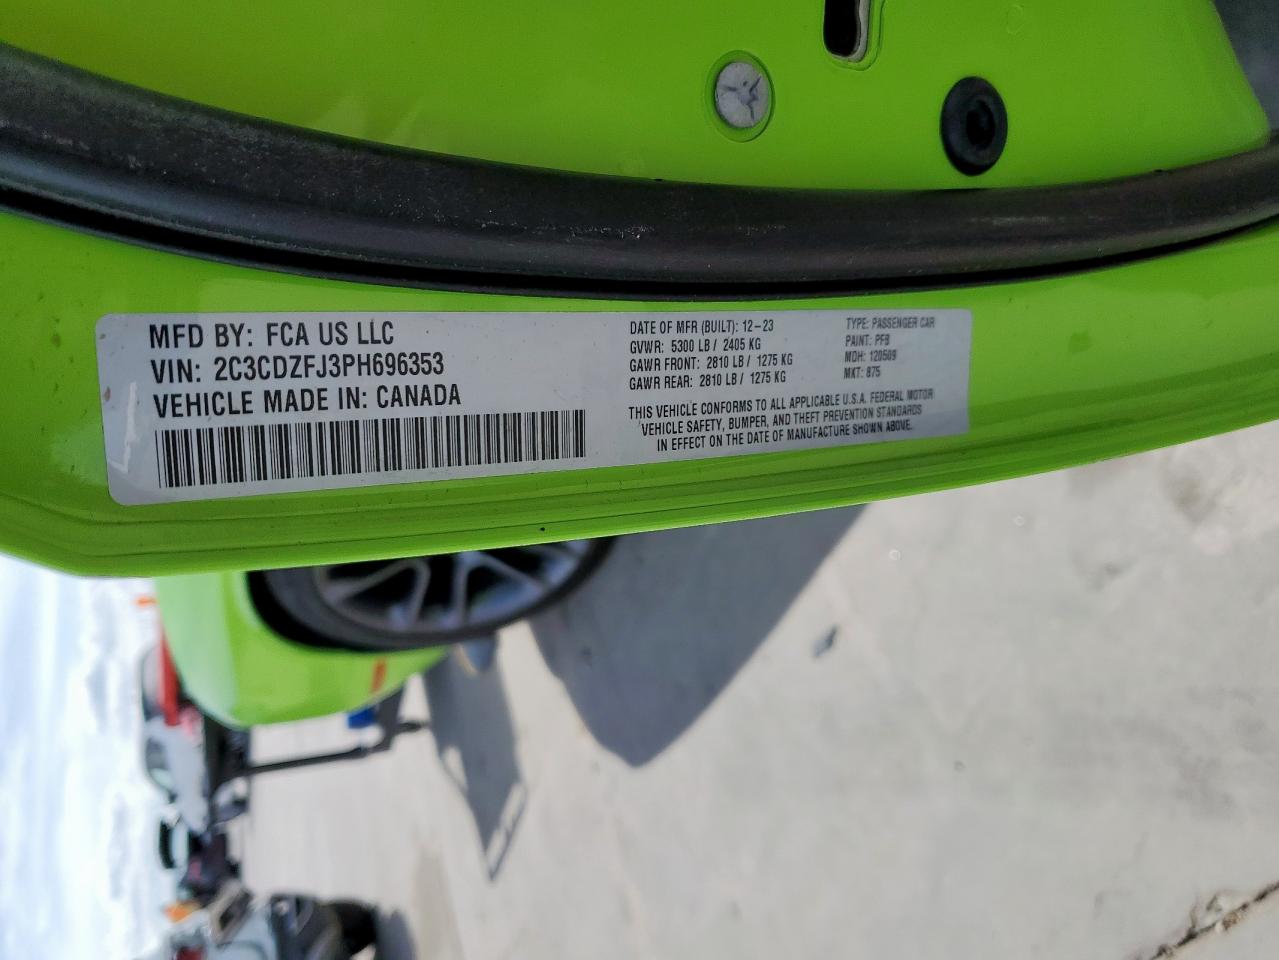 MFD BY: FCA US LLC
VIN: 2C3CDZFJ3PH696353
VEHICLE MADE IN: CANADA
DATE OF MFR (BUILT): 12-23
GVWR: 5300 LB / 2405 KG
GAWR FRONT: 2810 LB / 1275 KG
GAWR REAR: 2810 LB / 1275 KG
TYPE: PASSENGER CAR
PAINT: PFB
MDH: 120509
MKT: 875
THIS VEHICLE CONFORMS TO ALL APPLICABLE U.S.A. FEDERAL MOTOR
VEHICLE SAFETY, BUMPER, AND THEFT PREVENTION STANDARDS
IN EFFECT ON THE DATE OF MANUFACTURE SHOWN ABOVE.